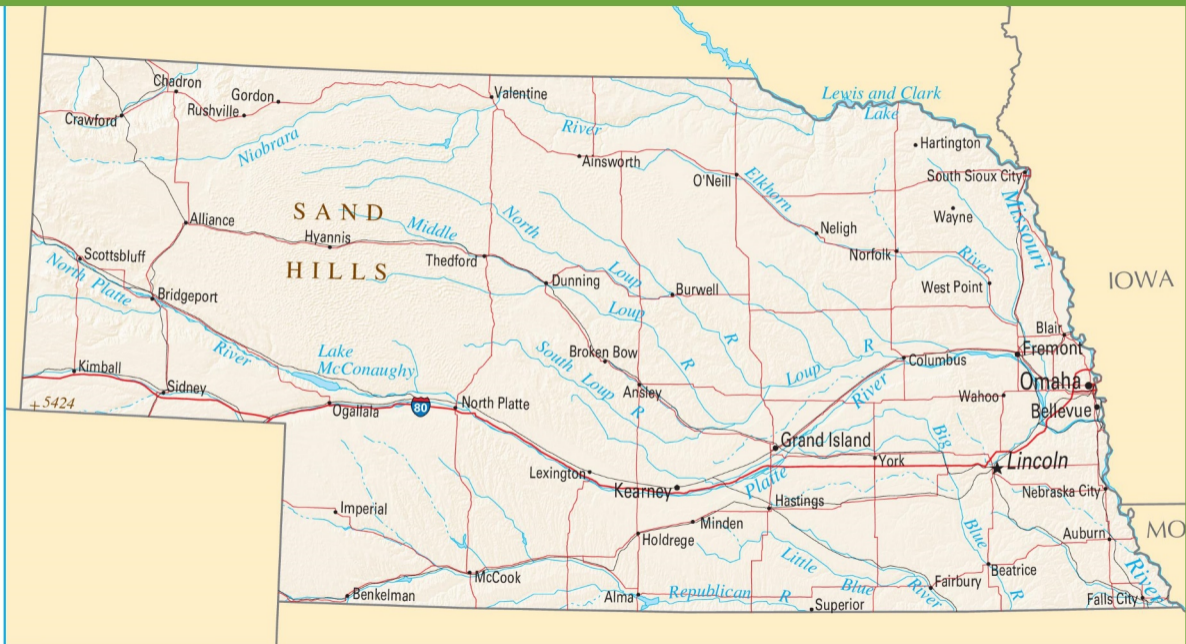 Chadron
Gordon
Rushville
Crawford
Valentine
Lewis and Clark
Lake
Niobrara
River
Ainsworth
Hartington
O'Neill
Elkhorn
South Sioux City
Missouri
Alliance
SAND
HILLS
Hyannis
Middle
North
Wayne
Neligh
Norfolk
River
Scottsbluff
Thedford
North Platte
Bridgeport
Dunning
Loup
Loup
Burwell
West Point
IOWA
River
Lake
McConaughy
R
R
R
Blair
Fremont
Kimball
Sidney
South Loup
R
Broken Bow
Ansley
Loup
River
Columbus
Omaha
+5424
Ogallala
80
North Platte
Wahoo
Bellevue
Grand Island
Big
York
Lincoln
Lexington
Kearney
Platte
Hastings
Nebraska City
Imperial
Minden
Holdrege
Blue
Auburn
MO
McCook
Little
Blue
River
Beatrice
Fairbury
River
Benkelman
Alma
Republican
R
Superior
R
Falls City